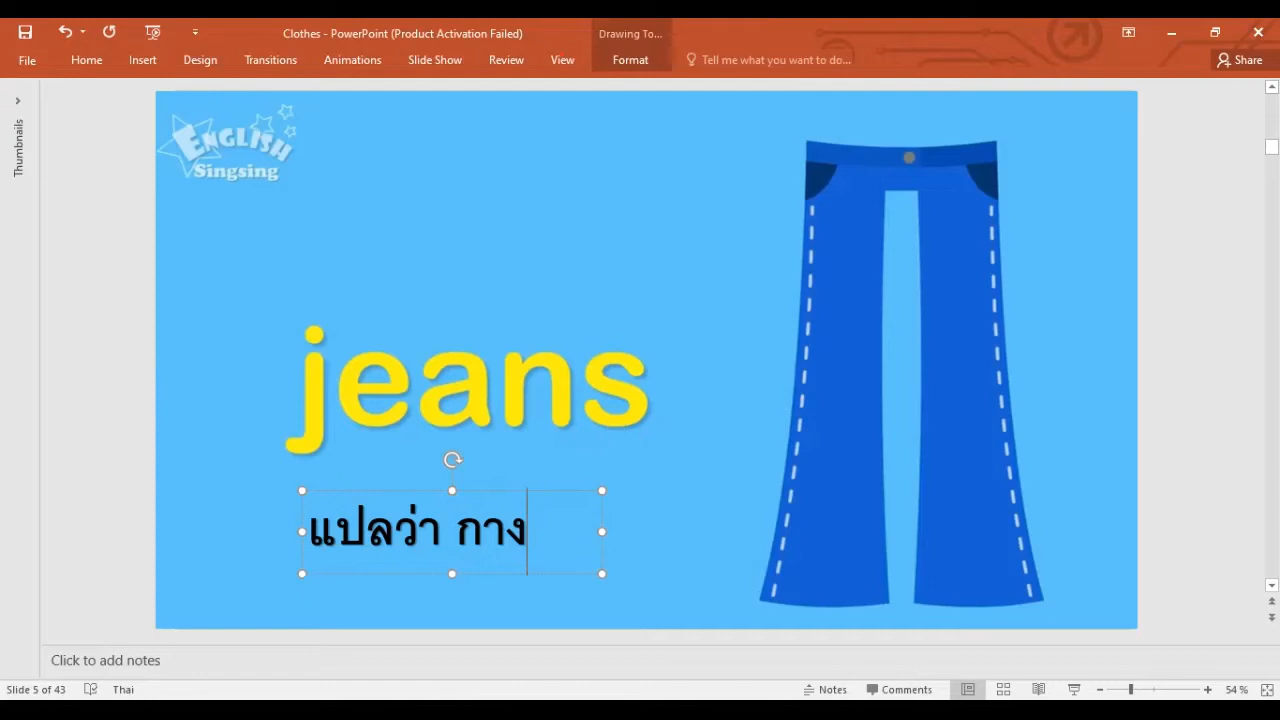 Clothes - PowerPoint (Product Activation Failed)
Drawing To...
File
Home
Insert
Design
Transitions
Animations
Slide Show
Review
View
Format
Tell me what you want to do...
Share
Thumbnails
ENGLISH
Singsing
jeans
แปลว่า กาง
Click to add notes
Slide 5 of 43
Thai
Notes
Comments
54 %